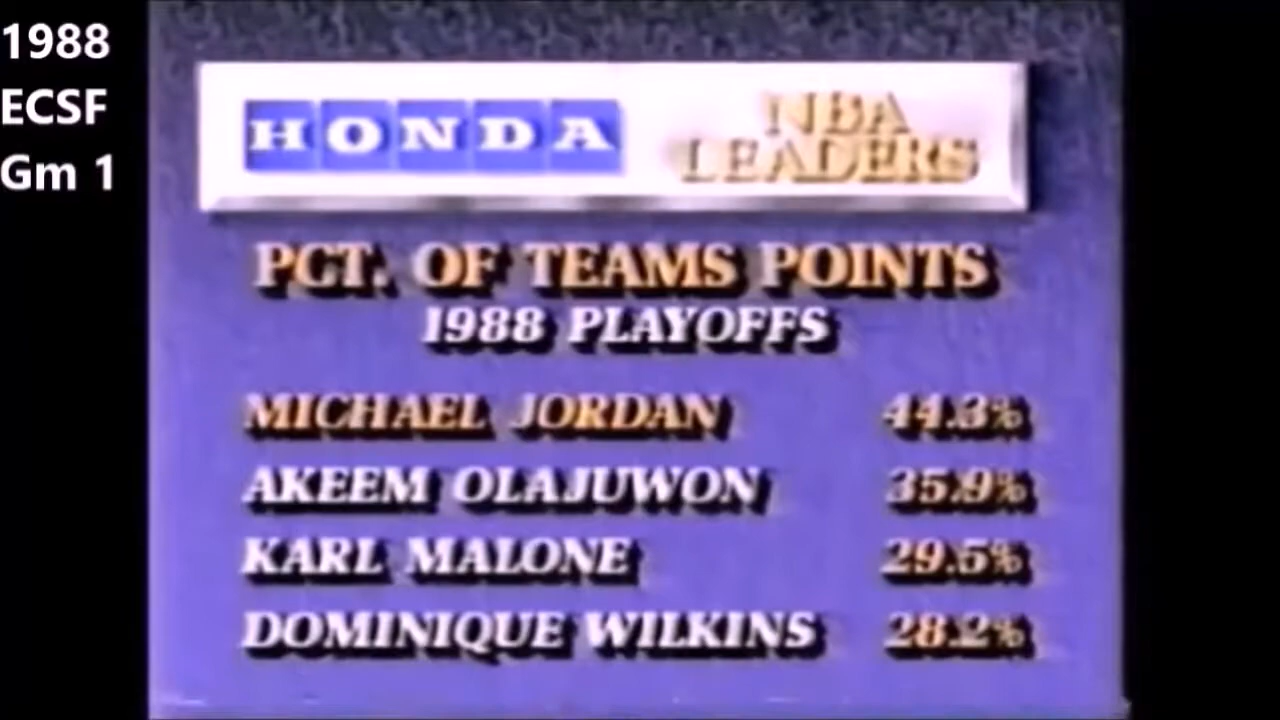 1988
ECSF
Gm 1
HONDA
NBA
LEADERS
PCT. OF TEAMS POINTS
1988 PLAYOFFS
MICHAEL JORDAN 44.3%
AKEEM OLAJUWON 35.9%
KARL MALONE 29.5%
DOMINIQUE WILKINS 28.2%